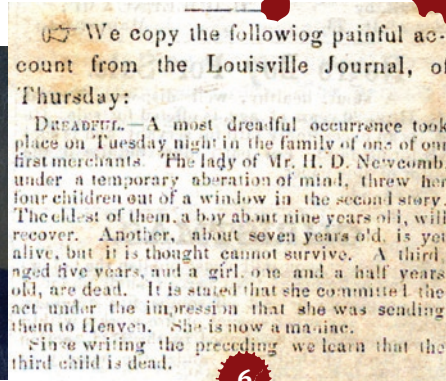 ☞ We copy the followiog painful ac-
count from the Louisville Journal, of
Thursday:
DREADFUL.—A most dreadful occurrence took
place on Tuesday night in the family of one of our
first merchants. The lady of Mr. H. D. Newcomb,
under a temporary aberation of mind, threw her
four children out of a window in the second story.
The eldest of them, a boy about nine years old, will
recover. Another, about seven years old, is yet
alive, but it is thought cannot survive. A third,
aged five years, and a girl, one and a half years
old, are dead. It is stated that she committed the
act under the impression that she was sending
them to Heaven. She is now a maniac.
Since writing the preceding we learn that the
third child is dead.
6